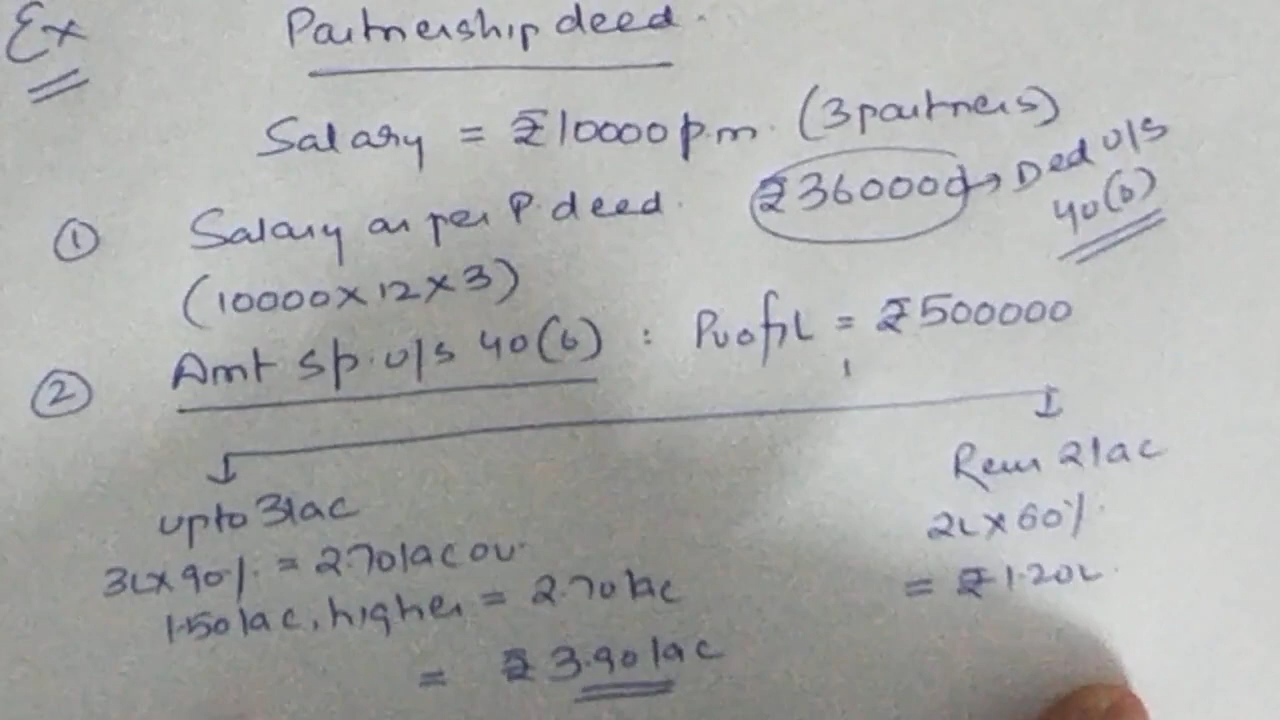 Ex
Partnership deed.
Salary = ₹10000 p.m. (3 partners)
① Salary as per P. deed. ₹360000 → Ded u/s 40(b)
(10000×12×3)
② Amt sp. u/s 40(b) : Profit = ₹500000
upto 3lac
3L×90% = 2.70lac or
1.50lac, higher = 2.70lac
Rem 2lac
2L×60%
= ₹1.20L
= ₹3.90lac